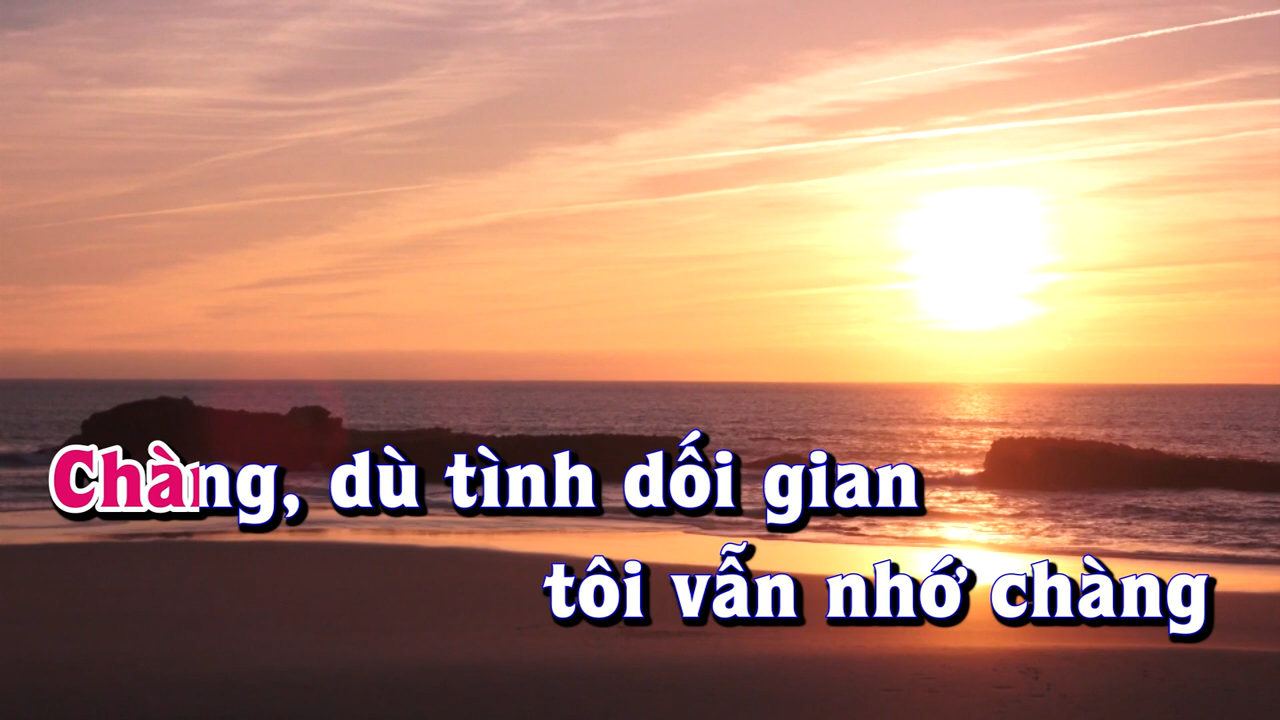 Chàng, dù tình dối gian
tôi vẫn nhớ chàng